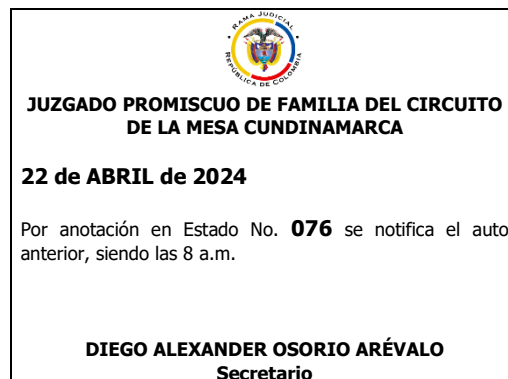 RAMA JUDICIAL
REPÚBLICA DE COLOMBIA
JUZGADO PROMISCUO DE FAMILIA DEL CIRCUITO
DE LA MESA CUNDINAMARCA
22 de ABRIL de 2024
Por anotación en Estado No. 076 se notifica el auto
anterior, siendo las 8 a.m.
DIEGO ALEXANDER OSORIO ARÉVALO
Secretario